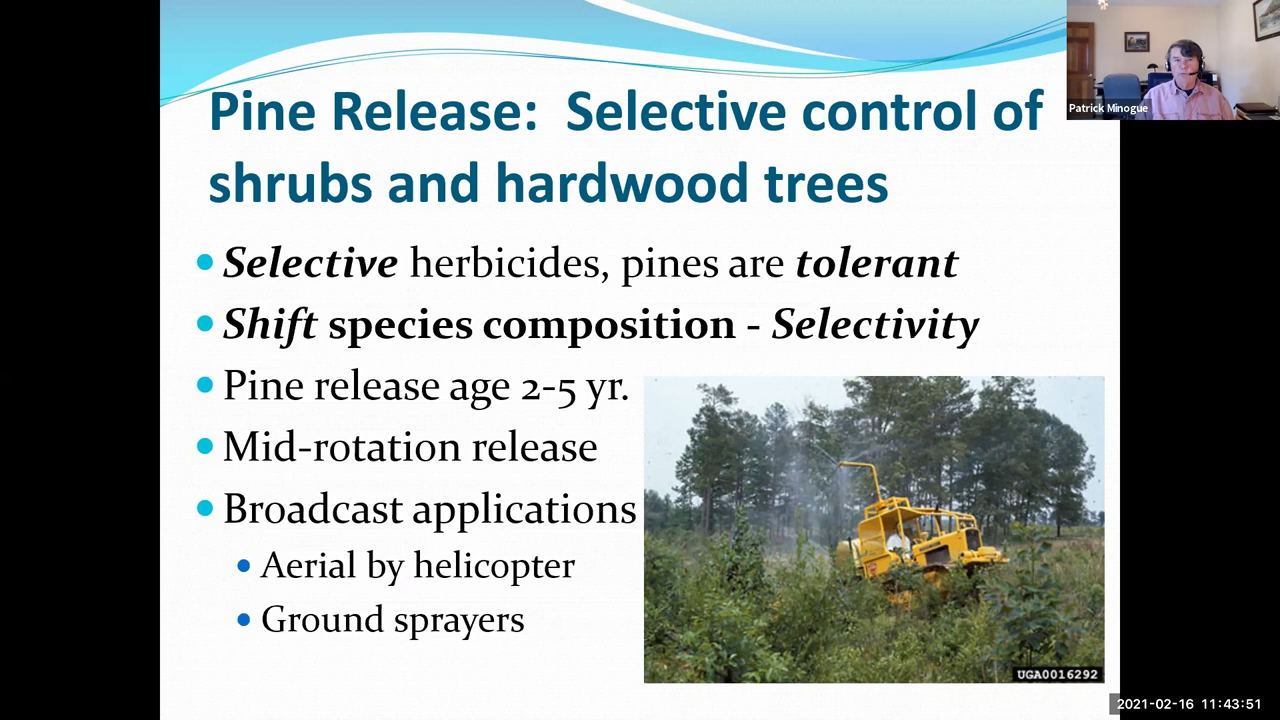 Patrick Minogue
Pine Release:  Selective control of
shrubs and hardwood trees
• Selective herbicides, pines are tolerant
• Shift species composition - Selectivity
• Pine release age 2-5 yr.
• Mid-rotation release
• Broadcast applications
• Aerial by helicopter
• Ground sprayers
UGA0016292
2021-02-16 11:43:51